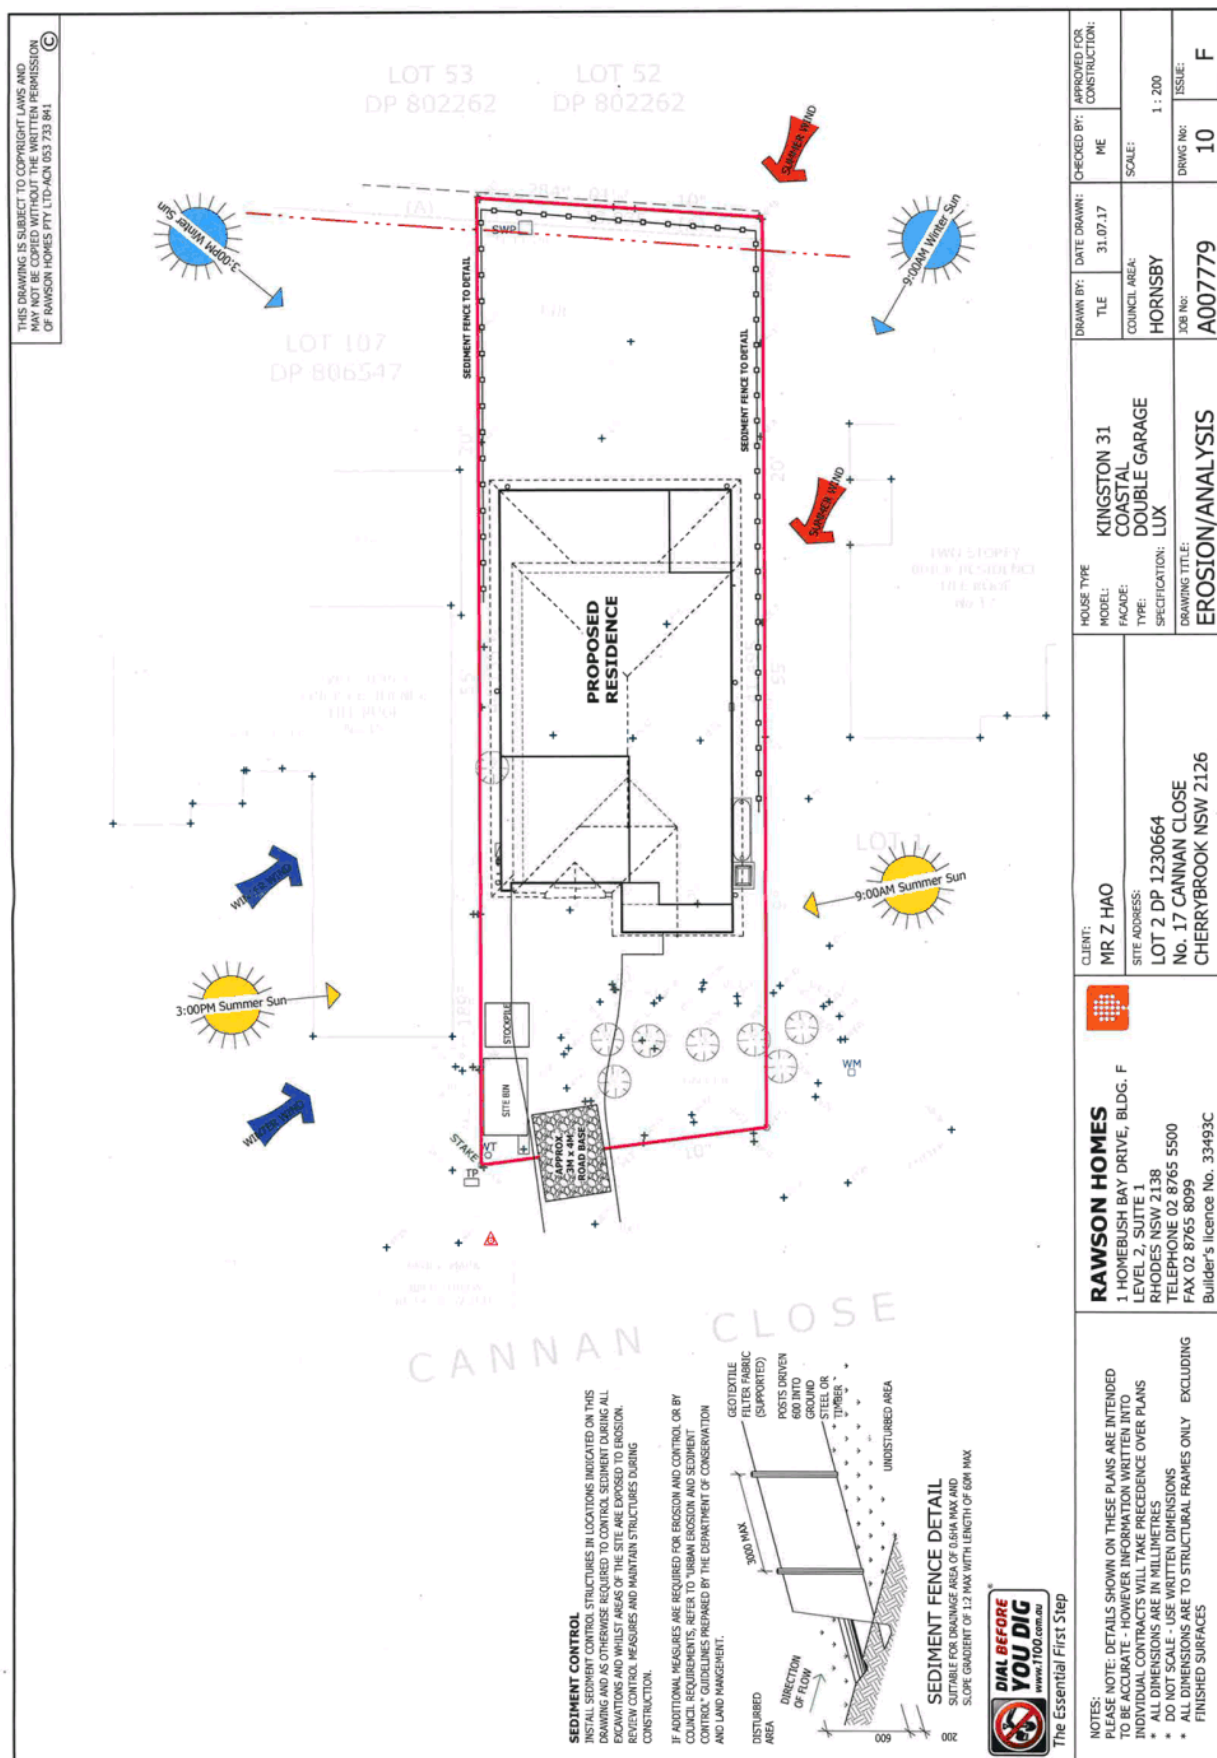 THIS DRAWING IS SUBJECT TO COPYRIGHT LAWS AND
MAY NOT BE COPIED WITHOUT THE WRITTEN PERMISSION
OF RAWSON HOMES PTY LTD-ACN 053 733 841
©
LOT 53
DP 802262
LOT 52
DP 802262
3:00PM Winter Sun
SUMMER WIND
9:00AM Winter Sun
(A)
SWP
SEDIMENT FENCE TO DETAIL
SEDIMENT FENCE TO DETAIL
LOT 107
DP 806547
SUMMER WIND
PROPOSED
RESIDENCE
WINTER WIND
LOT 1
9:00AM Summer Sun
3:00PM Summer Sun
STOCKPILE
SITE BIN
WINTER WIND
STAKE
WT
TP
APPROX.
3M x 4M
ROAD BASE
WM
CANNAN CLOSE
SEDIMENT CONTROL
INSTALL SEDIMENT CONTROL STRUCTURES IN LOCATIONS INDICATED ON THIS
DRAWING AND AS OTHERWISE REQUIRED TO CONTROL SEDIMENT DURING ALL
EXCAVATIONS AND WHILST AREAS OF THE SITE ARE EXPOSED TO EROSION.
REVIEW CONTROL MEASURES AND MAINTAIN STRUCTURES DURING
CONSTRUCTION.
IF ADDITIONAL MEASURES ARE REQUIRED FOR EROSION AND CONTROL OR BY
COUNCIL REQUIREMENTS, REFER TO "URBAN EROSION AND SEDIMENT
CONTROL" GUIDELINES PREPARED BY THE DEPARTMENT OF CONSERVATION
AND LAND MANGEMENT.
GEOTEXTILE
FILTER FABRIC
(SUPPORTED)
POSTS DRIVEN
600 INTO
GROUND
STEEL OR
TIMBER
3000 MAX
UNDISTURBED AREA
DISTURBED
AREA
DIRECTION
OF FLOW
600
200
SEDIMENT FENCE DETAIL
SUITABLE FOR DRAINAGE AREA OF 0.6HA MAX AND
SLOPE GRADIENT OF 1:2 MAX WITH LENGTH OF 60M MAX
DIAL BEFORE
YOU DIG
www.1100.com.au
The Essential First Step
NOTES:
PLEASE NOTE: DETAILS SHOWN ON THESE PLANS ARE INTENDED
TO BE ACCURATE - HOWEVER INFORMATION WRITTEN INTO
INDIVIDUAL CONTRACTS WILL TAKE PRECEDENCE OVER PLANS
* ALL DIMENSIONS ARE IN MILLIMETRES
* DO NOT SCALE - USE WRITTEN DIMENSIONS
* ALL DIMENSIONS ARE TO STRUCTURAL FRAMES ONLY EXCLUDING
FINISHED SURFACES
RAWSON HOMES
1 HOMEBUSH BAY DRIVE, BLDG. F
LEVEL 2, SUITE 1
RHODES NSW 2138
TELEPHONE 02 8765 5500
FAX 02 8765 8099
Builder's licence No. 33493C
CLIENT:
MR Z HAO
SITE ADDRESS:
LOT 2 DP 1230664
No. 17 CANNAN CLOSE
CHERRYBROOK NSW 2126
HOUSE TYPE
MODEL: KINGSTON 31
FACADE: COASTAL
TYPE: DOUBLE GARAGE
SPECIFICATION: LUX
DRAWING TITLE:
EROSION/ANALYSIS
DRAWN BY:
TLE
DATE DRAWN:
31.07.17
CHECKED BY:
ME
APPROVED FOR
CONSTRUCTION:
COUNCIL AREA:
HORNSBY
SCALE:
1 : 200
JOB No:
A007779
DRWG No:
10
ISSUE:
F